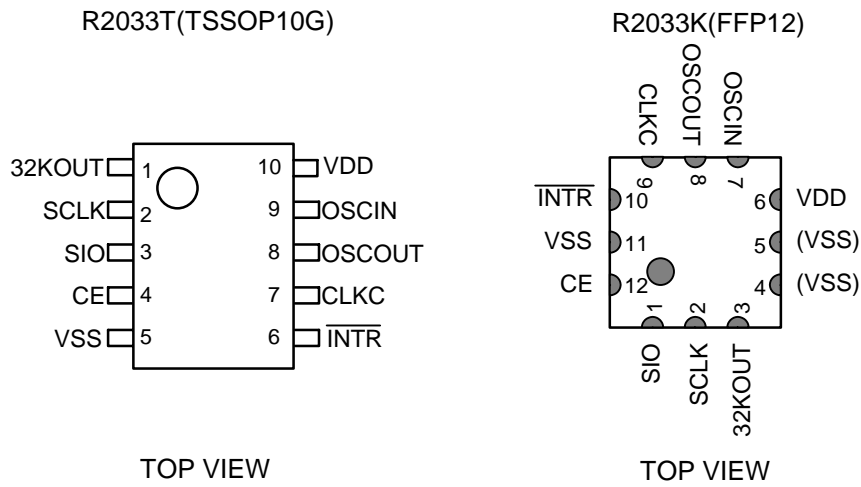 R2033T(TSSOP10G)
32KOUT 1 10 VDD
SCLK 2 9 OSCIN
SIO 3 8 OSCOUT
CE 4 7 CLKC
VSS 5 6 INTR
TOP VIEW
R2033K(FFP12)
CLKC OSCOUT OSCIN
9 8 7
INTR 10 6 VDD
VSS 11 5 (VSS)
CE 12 4 (VSS)
1 2 3
SIO SCLK 32KOUT
TOP VIEW